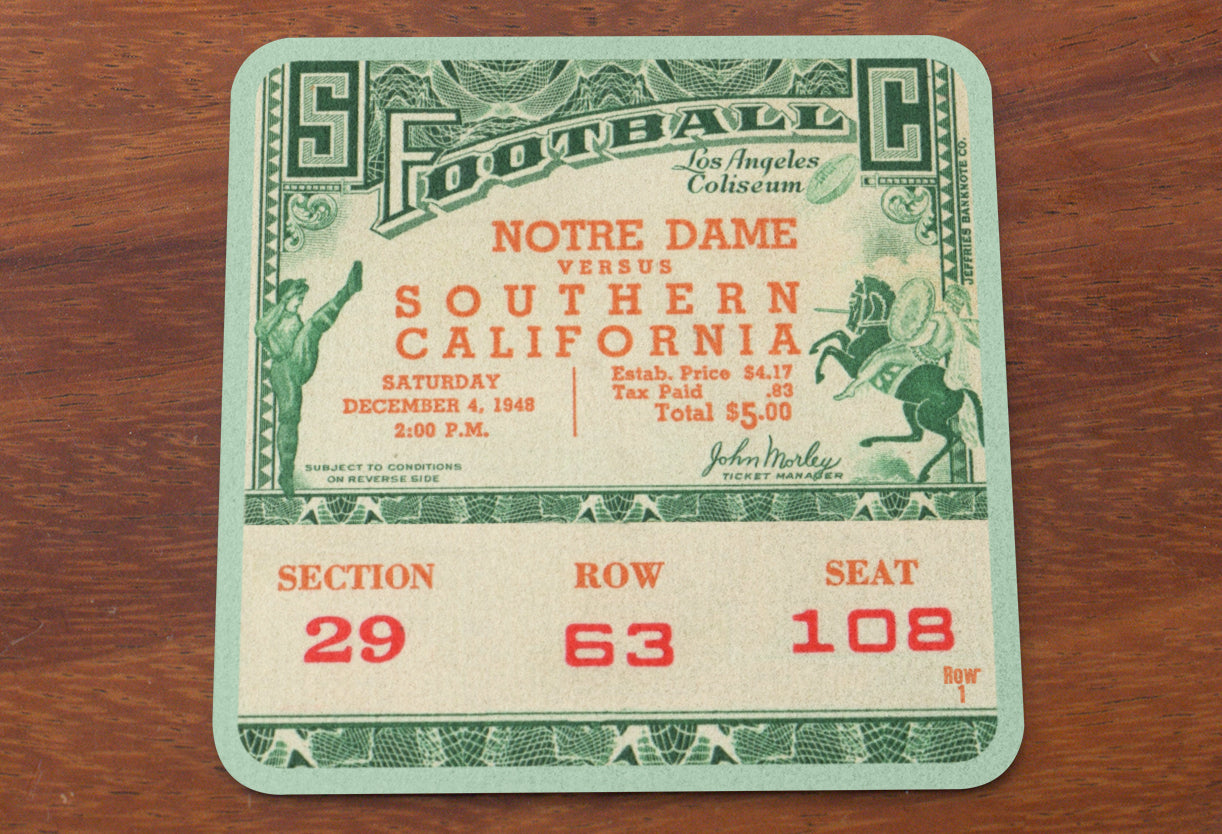 S C
FOOTBALL
Los Angeles
Coliseum
JEFFRIES BANKNOTE CO.
NOTRE DAME
VERSUS
SOUTHERN
CALIFORNIA
SATURDAY
DECEMBER 4, 1948
2:00 P.M.
Estab. Price $4.17
Tax Paid .83
Total $5.00
John Morley
TICKET MANAGER
SUBJECT TO CONDITIONS
ON REVERSE SIDE
SECTION ROW SEAT
29 63 108
Row
1